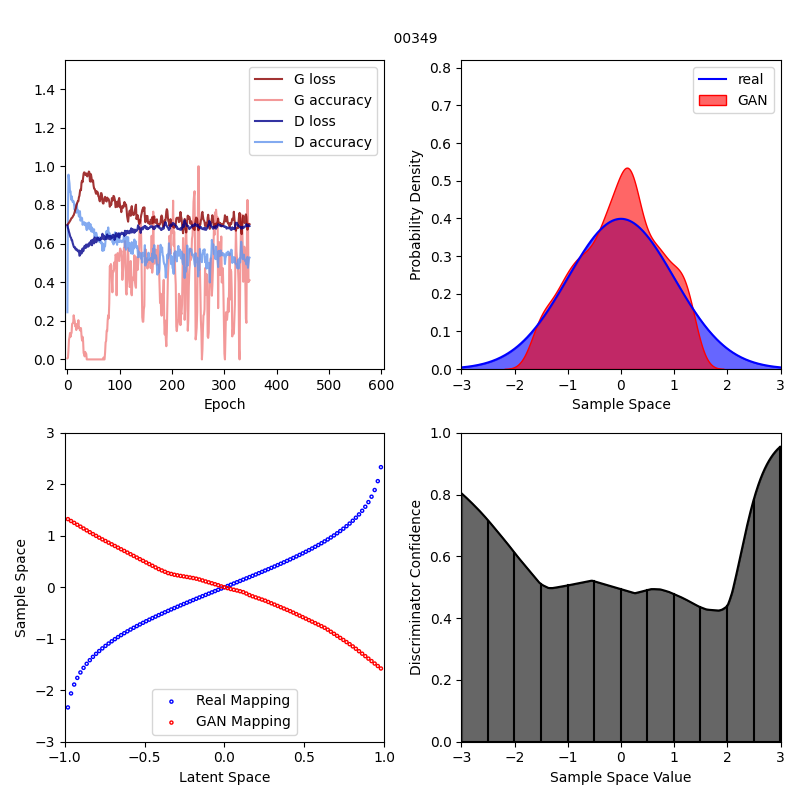 00349
G loss
G accuracy
D loss
D accuracy
1.4
1.2
1.0
0.8
0.6
0.4
0.2
0.0
0 100 200 300 400 500 600
Epoch
real
GAN
Probability Density
0.8
0.7
0.6
0.5
0.4
0.3
0.2
0.1
0.0
−3 −2 −1 0 1 2 3
Sample Space
Sample Space
3
2
1
0
−1
−2
−3
Real Mapping
GAN Mapping
−1.0 −0.5 0.0 0.5 1.0
Latent Space
Discriminator Confidence
1.0
0.8
0.6
0.4
0.2
0.0
−3 −2 −1 0 1 2 3
Sample Space Value